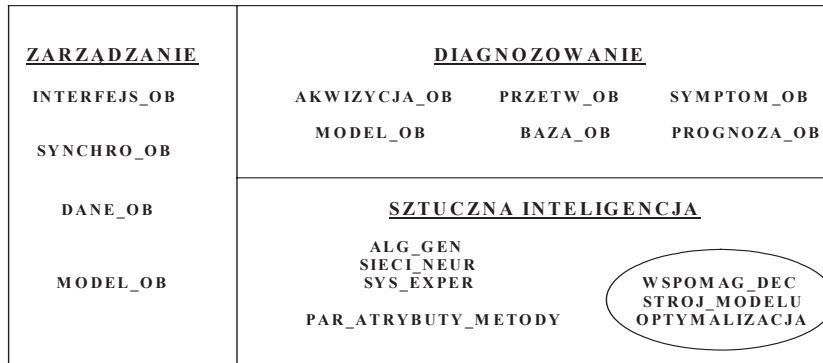 ZARZĄDZANIE
INTERFEJS_OB
SYNCHRO_OB
DANE_OB
MODEL_OB
DIAGNOZOWANIE
AKWIZYCJA_OB PRZETW_OB SYMPTOM_OB
MODEL_OB BAZA_OB PROGNOZA_OB
SZTUCZNA INTELIGENCJA
ALG_GEN
SIECI_NEUR
SYS_EXPER
PAR_ATRYBUTY_METODY
WSPOMAG_DEC
STROJ_MODELU
OPTYMALIZACJA